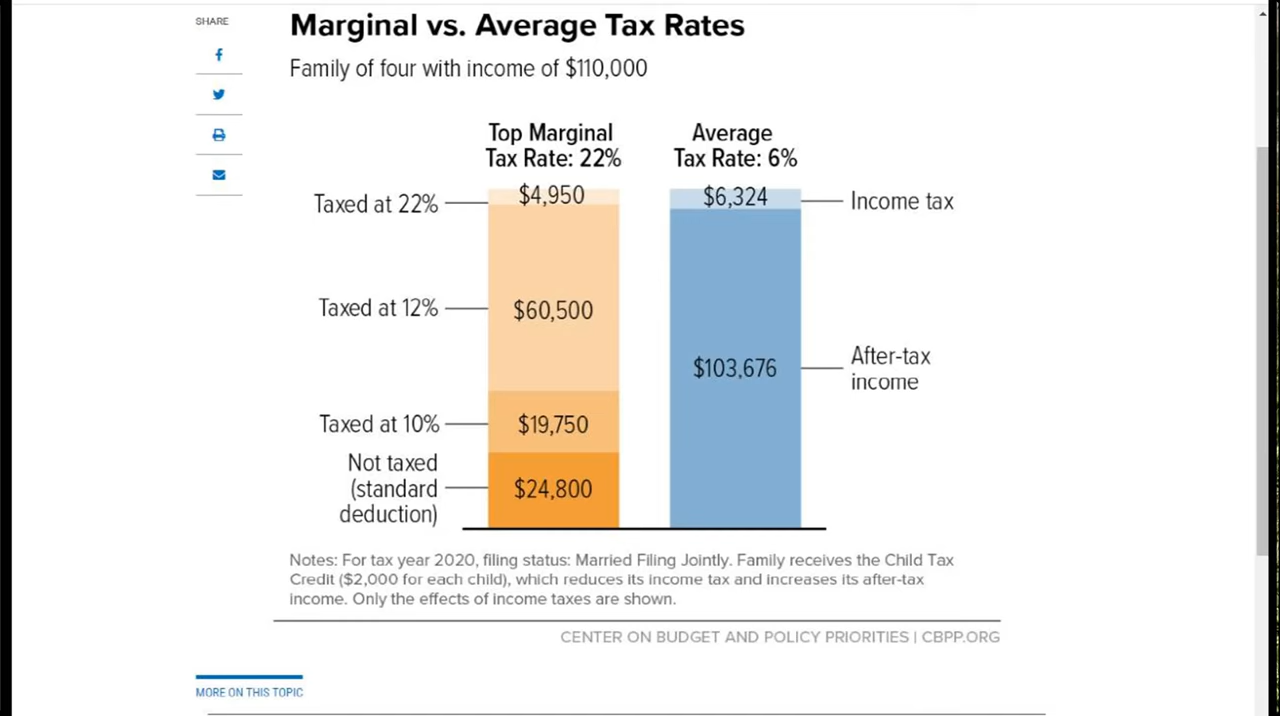 SHARE
Marginal vs. Average Tax Rates
Family of four with income of $110,000
Top Marginal
Tax Rate: 22%
Average
Tax Rate: 6%
Taxed at 22%
$4,950
$6,324
Income tax
Taxed at 12%
$60,500
$103,676
After-tax
income
Taxed at 10%
$19,750
Not taxed
(standard
deduction)
$24,800
Notes: For tax year 2020, filing status: Married Filing Jointly. Family receives the Child Tax
Credit ($2,000 for each child), which reduces its income tax and increases its after-tax
income. Only the effects of income taxes are shown.
CENTER ON BUDGET AND POLICY PRIORITIES | CBPP.ORG
MORE ON THIS TOPIC